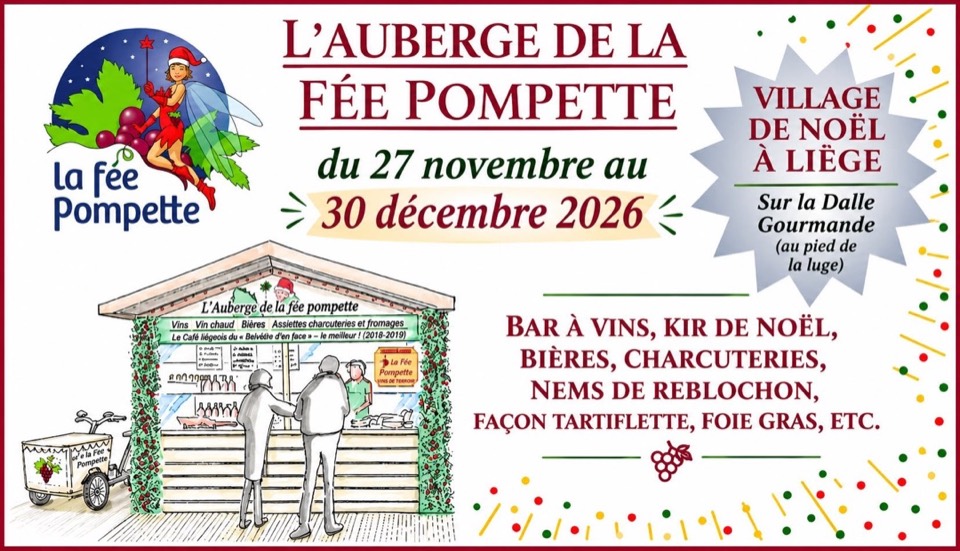 L'AUBERGE DE LA
FÉE POMPETTE
du 27 novembre au
30 décembre 2026
la fée
Pompette
VILLAGE
DE NOËL
À LIËGE
Sur la Dalle
Gourmande
(au pied de
la luge)
BAR À VINS, KIR DE NOËL,
BIÈRES, CHARCUTERIES,
NEMS DE REBLOCHON,
FAÇON TARTIFLETTE, FOIE GRAS, ETC.
L'Auberge de la fée pompette
Vins Vin chaud Bières Assiettes charcuteries et fromages
Le Café liégeois du « Belvédre d'en face » – le meilleur ! (2018-2019)
La Fée
Pompette
VINS DE TERROIR
e la Fee
Pompette